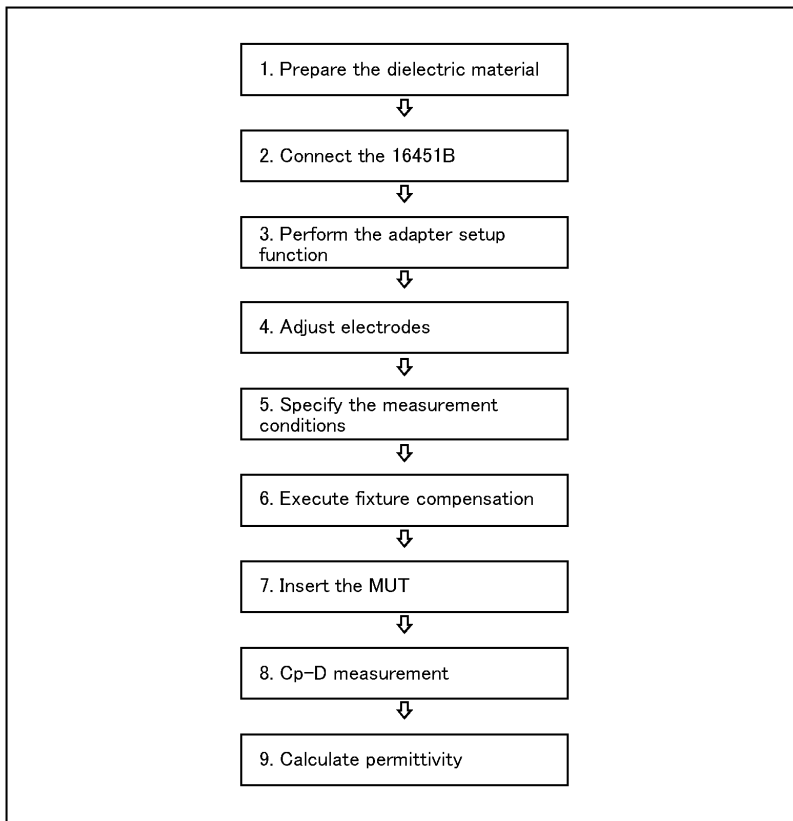 1. Prepare the dielectric material
2. Connect the 16451B
3. Perform the adapter setup
function
4. Adjust electrodes
5. Specify the measurement
conditions
6. Execute fixture compensation
7. Insert the MUT
8. Cp-D measurement
9. Calculate permittivity